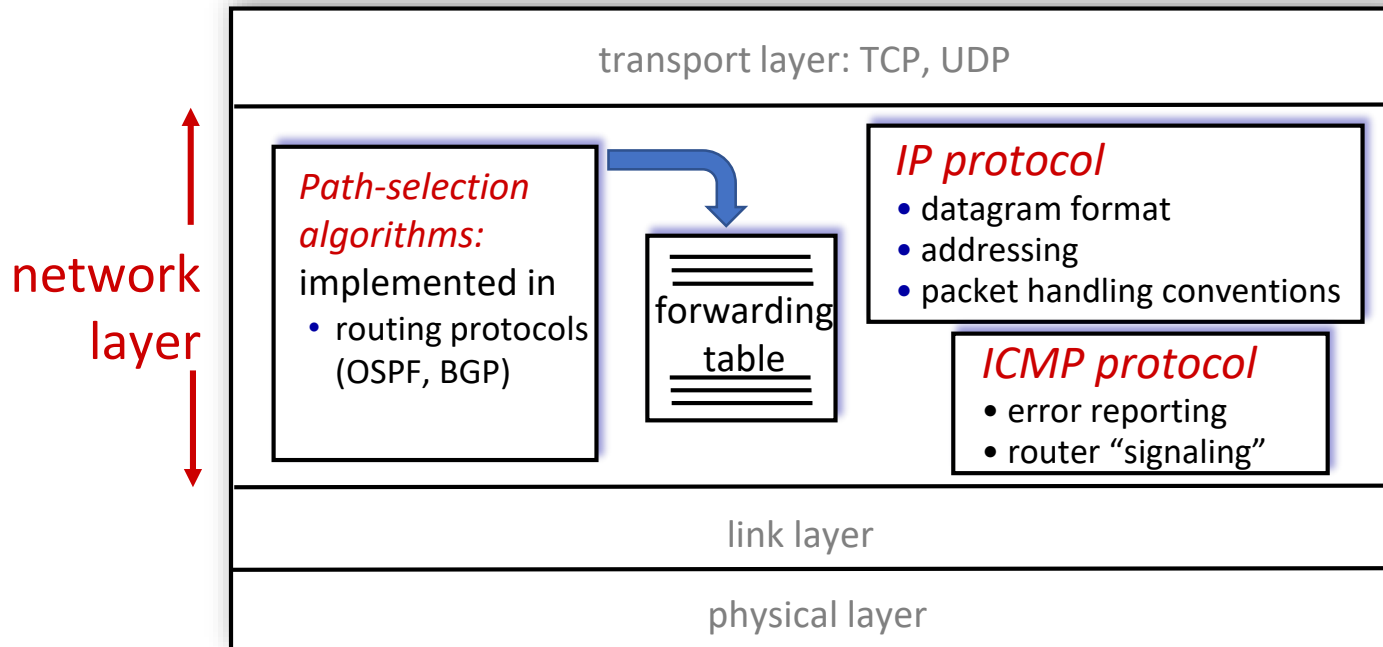 transport layer: TCP, UDP
network
layer
Path-selection
algorithms:
implemented in
• routing protocols
(OSPF, BGP)
forwarding
table
IP protocol
• datagram format
• addressing
• packet handling conventions
ICMP protocol
• error reporting
• router “signaling”
link layer
physical layer